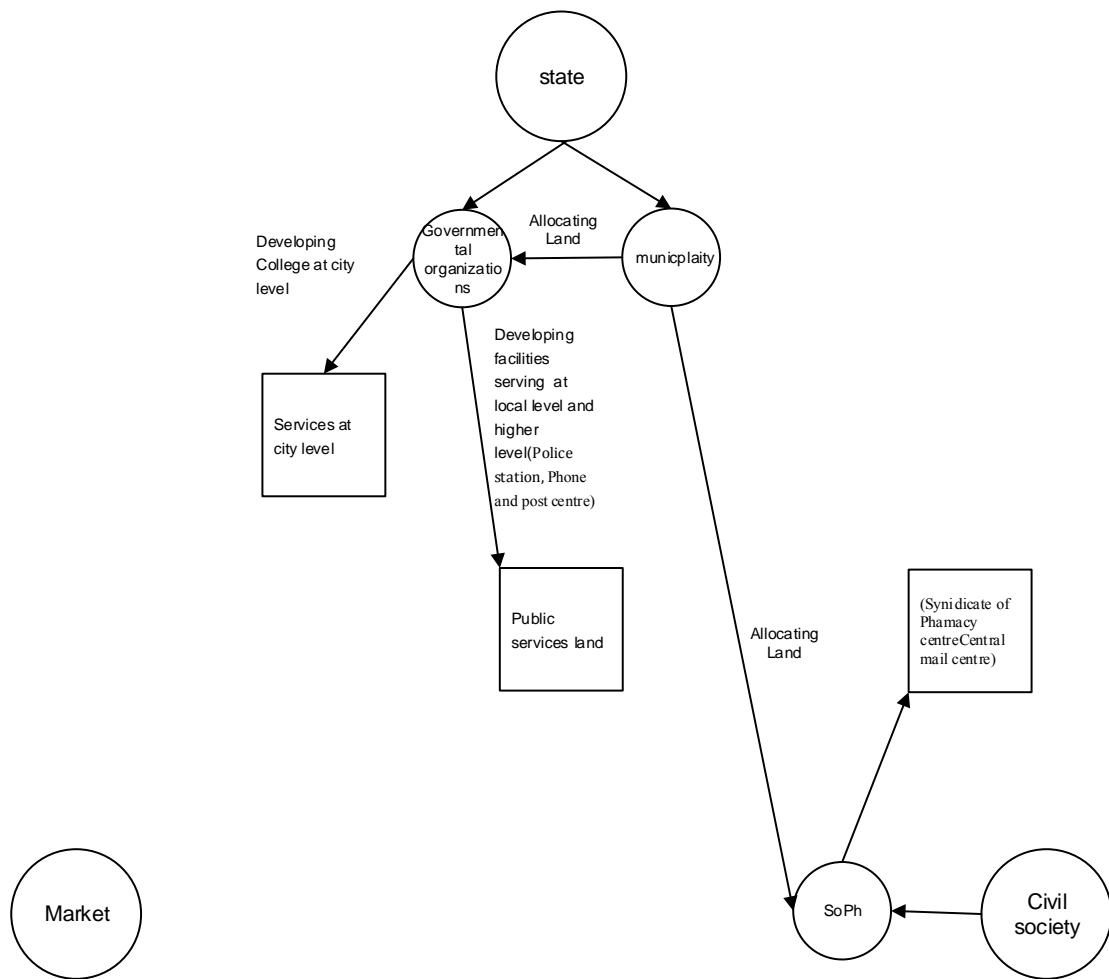 state
Governmen
tal
organizatio
ns
Allocating
Land
municplaity
Developing
College at city
level
Developing
facilities
serving at
local level and
higher
level(Police
station, Phone
and post centre)
Services at
city level
Public
services land
Allocating
Land
(Synidicate of
Phamacy
centreCentral
mail centre)
Market
SoPh
Civil
society